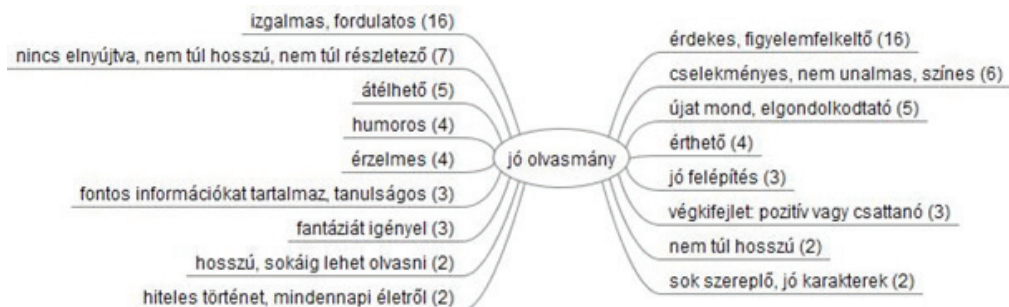 izgalmas, fordulatos (16)
nincs elnyújtva, nem túl hosszú, nem túl részletező (7)
átélhető (5)
humoros (4)
érzelmes (4)
fontos információkat tartalmaz, tanulságos (3)
fantáziát igényel (3)
hosszú, sokáig lehet olvasni (2)
hiteles történet, mindennapi életről (2)
jó olvasmány
érdekes, figyelemfelkeltő (16)
cselekményes, nem unalmas, színes (6)
újat mond, elgondolkodtató (5)
érthető (4)
jó felépítés (3)
végkifejlet: pozitív vagy csattanó (3)
nem túl hosszú (2)
sok szereplő, jó karakterek (2)